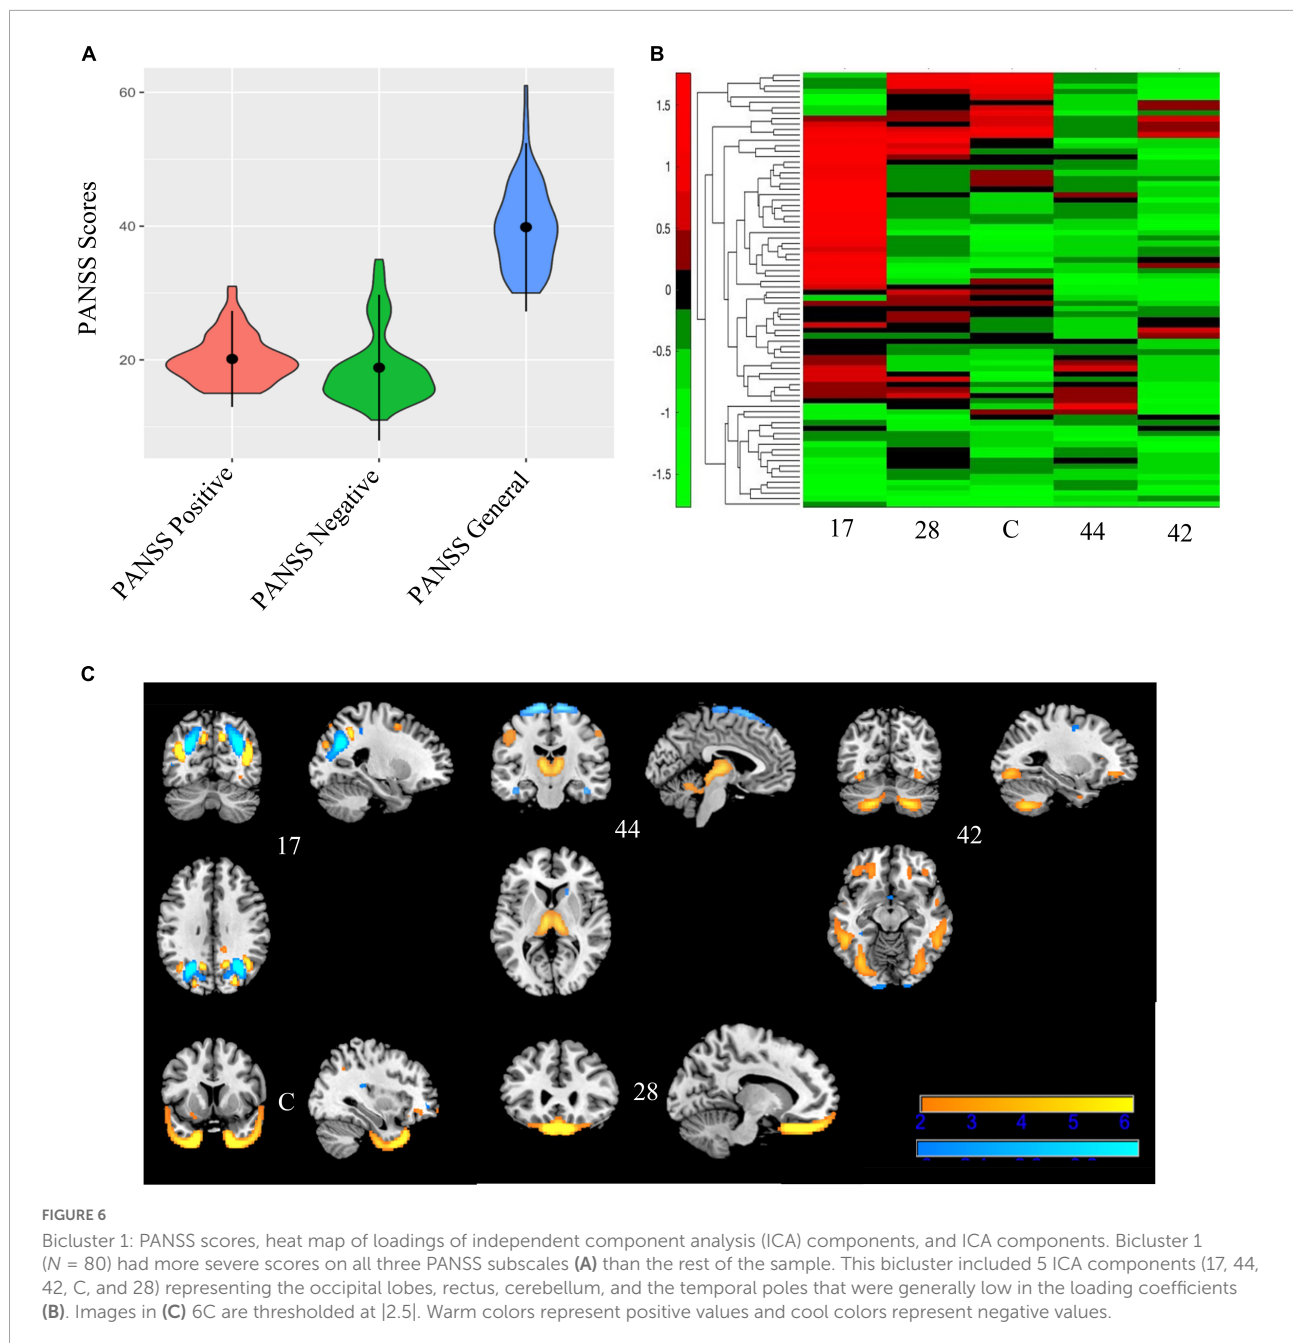 A
PANSS Scores
60
40
20
PANSS Positive
PANSS Negative
PANSS General
B
1.5
1
0.5
0
-0.5
-1
-1.5
17
28
C
44
42
C
17
44
42
C
28
2 3 4 5 6
FIGURE 6
Bicluster 1: PANSS scores, heat map of loadings of independent component analysis (ICA) components, and ICA components. Bicluster 1
(N = 80) had more severe scores on all three PANSS subscales (A) than the rest of the sample. This bicluster included 5 ICA components (17, 44,
42, C, and 28) representing the occipital lobes, rectus, cerebellum, and the temporal poles that were generally low in the loading coefficients
(B). Images in (C) 6C are thresholded at |2.5|. Warm colors represent positive values and cool colors represent negative values.